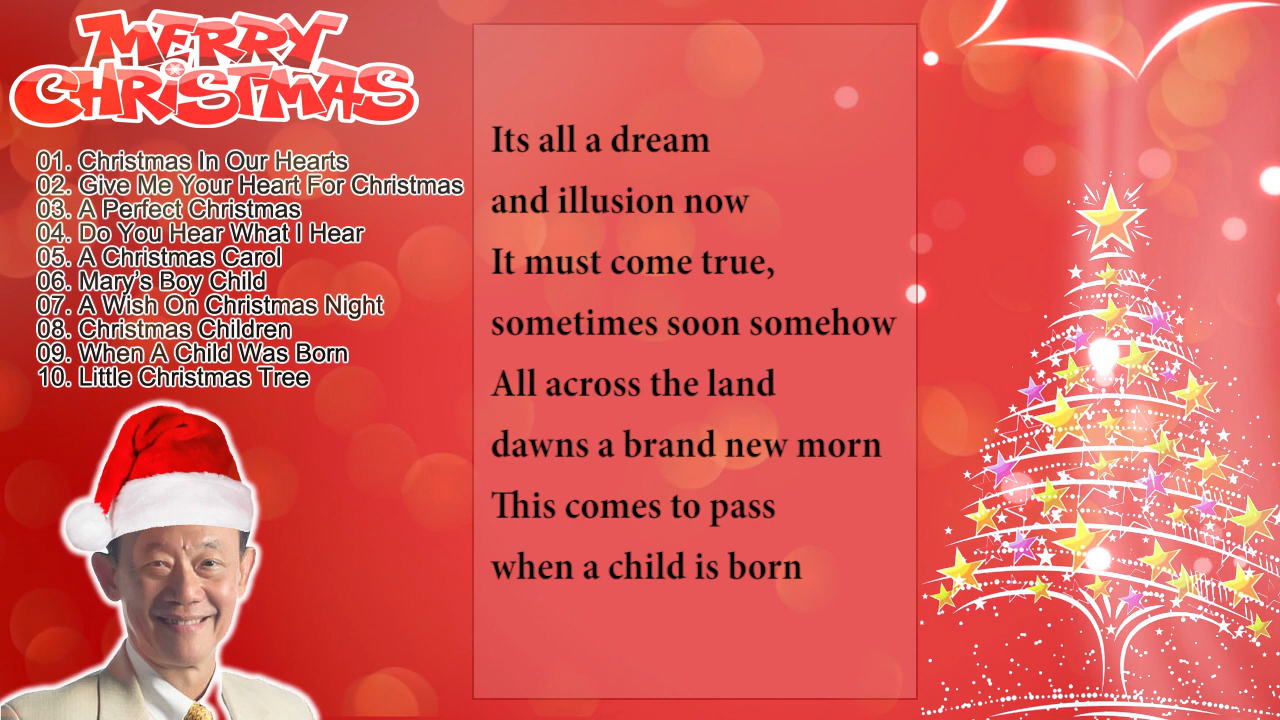 MERRY
CHRISTMAS
01. Christmas In Our Hearts
02. Give Me Your Heart For Christmas
03. A Perfect Christmas
04. Do You Hear What I Hear
05. A Christmas Carol
06. Mary's Boy Child
07. A Wish On Christmas Night
08. Christmas Children
09. When A Child Was Born
10. Little Christmas Tree
Its all a dream
and illusion now
It must come true,
sometimes soon somehow
All across the land
dawns a brand new morn
This comes to pass
when a child is born